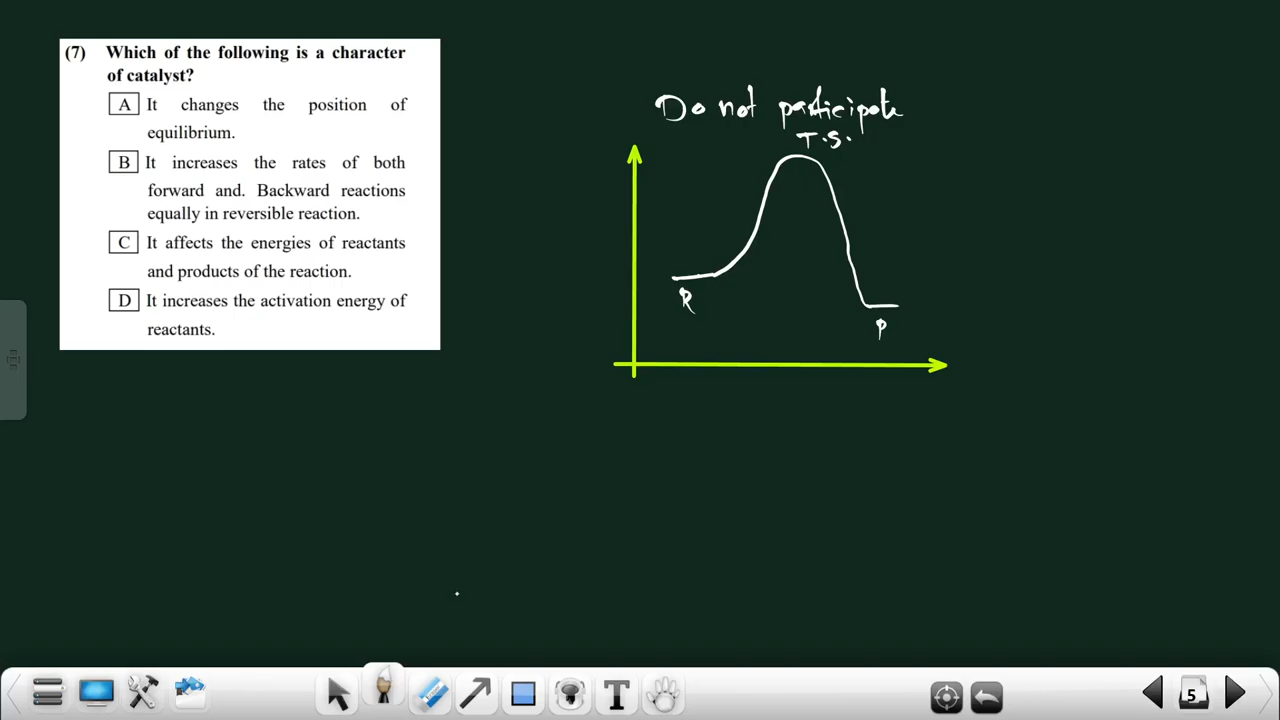 (7) Which of the following is a character
of catalyst?
A It changes the position of
equilibrium.
B It increases the rates of both
forward and. Backward reactions
equally in reversible reaction.
C It affects the energies of reactants
and products of the reaction.
D It increases the activation energy of
reactants.
Do not participate
T.S.
R
P
T
5